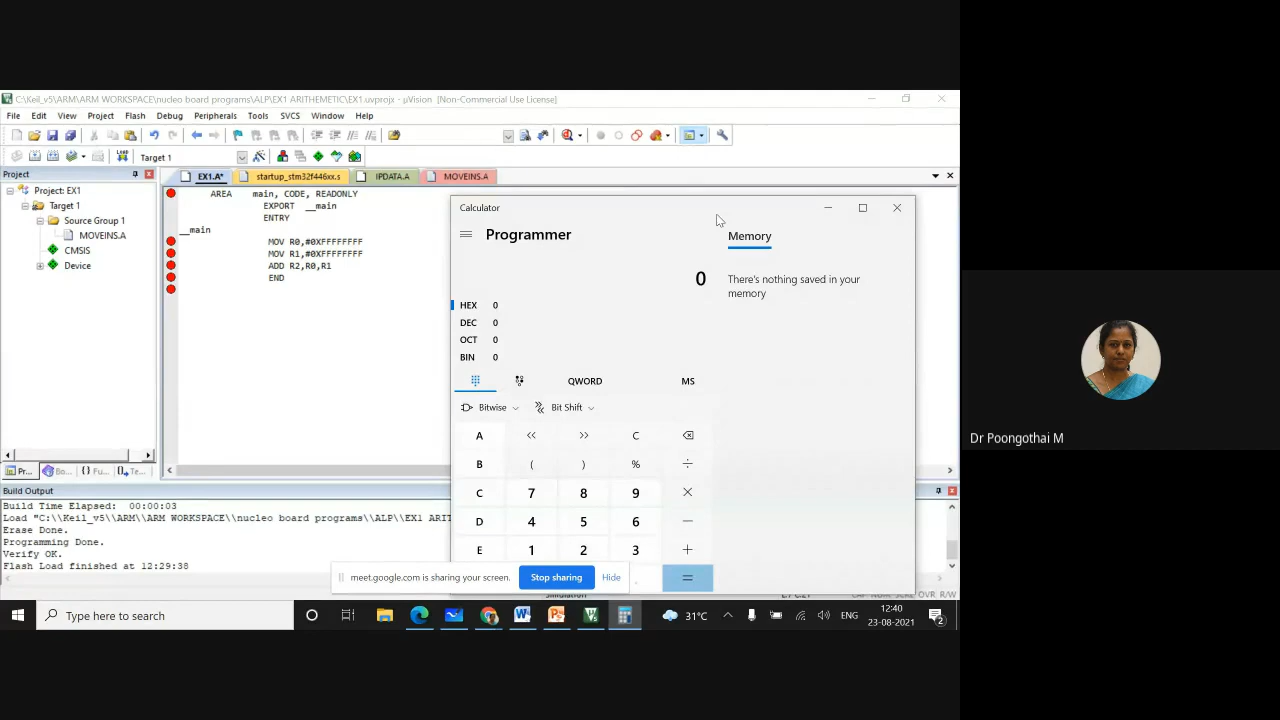 C:\Keil_v5\ARM\ARM WORKSPACE\nucleo board programs\ALP\EX1 ARITHEMETIC\EX1.uvprojx - µVision [Non-Commercial Use License]
File Edit View Project Flash Debug Peripherals Tools SVCS Window Help
Target 1
Project
EX1.A* startup_stm32f446xx.s IPDATA.A MOVEINS.A
Project: EX1
Target 1
Source Group 1
MOVEINS.A
CMSIS
Device
AREA main, CODE, READONLY
EXPORT __main
ENTRY
__main
MOV R0,#0XFFFFFFFF
MOV R1,#0XFFFFFFFF
ADD R2,R0,R1
END
Calculator
Programmer
Memory
0
There's nothing saved in your
memory
HEX 0
DEC 0
OCT 0
BIN 0
QWORD MS
Bitwise Bit Shift
A << >> C
B ( ) % ÷
C 7 8 9 ×
D 4 5 6 −
E 1 2 3 +
. =
Pr... Bo... {} Fu... Te...
Build Output
Build Time Elapsed: 00:00:03
Load "C:\\Keil_v5\\ARM\\ARM WORKSPACE\\nucleo board programs\\ALP\\EX1 ARIT
Erase Done.
Programming Done.
Verify OK.
Flash Load finished at 12:29:38
meet.google.com is sharing your screen. Stop sharing Hide
Simulation
Type here to search
31°C ENG 12:40
23-08-2021
2
Dr Poongothai M